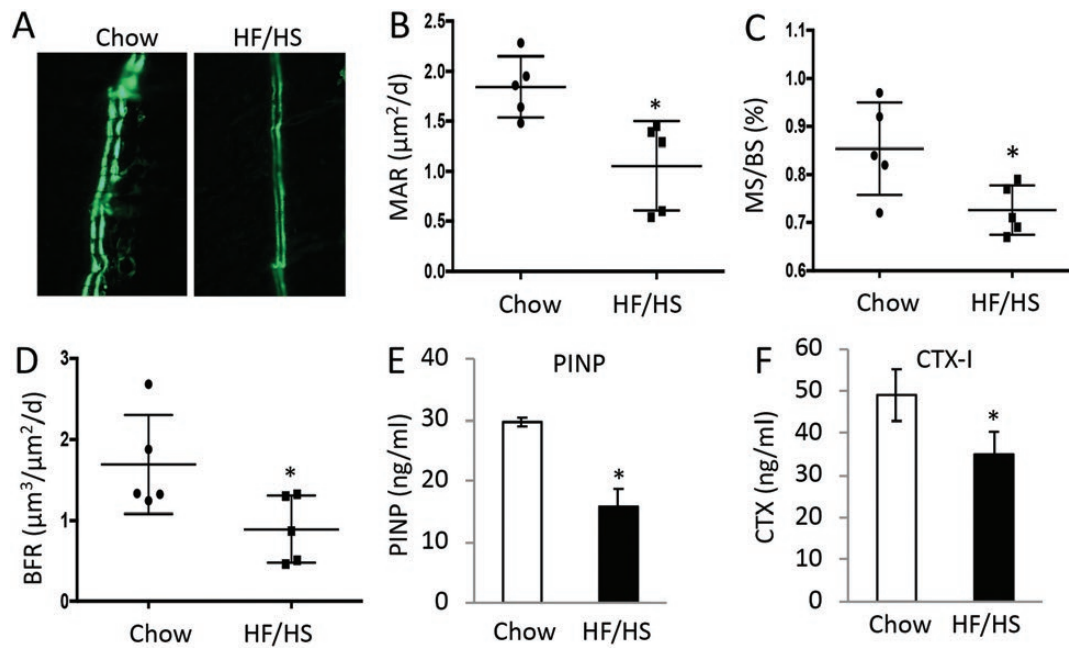 A
Chow
HF/HS
B
MAR (µm²/d)
2.5
2.0
1.5
1.0
0.5
0.0
*
Chow
HF/HS
C
MS/BS (%)
1.1
1.0
0.9
0.8
0.7
0.6
*
Chow
HF/HS
D
BFR (µm³/µm²/d)
3
2
1
0
*
Chow
HF/HS
E
PINP
PINP (ng/ml)
40
30
20
10
0
*
Chow
HF/HS
F
CTX-I
CTX (ng/ml)
60
50
40
30
20
10
0
*
Chow
HF/HS